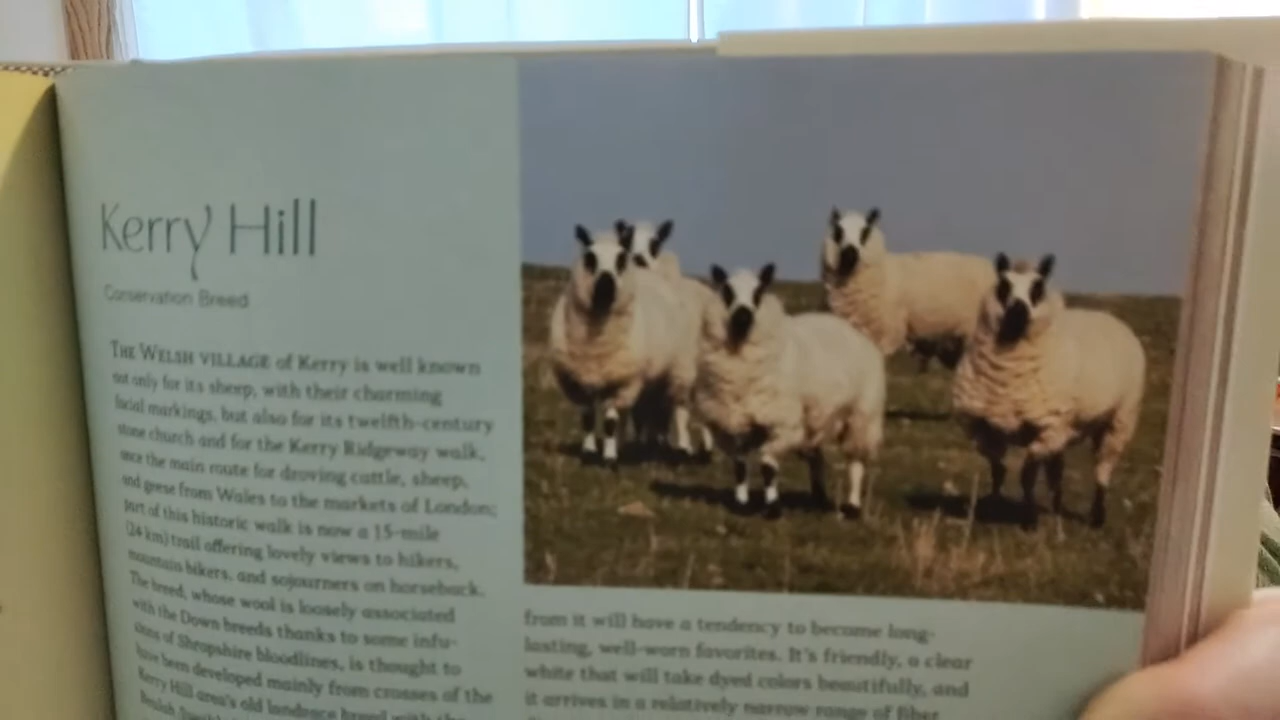 Kerry Hill
Conservation Breed
THE WELSH VILLAGE of Kerry is well known
not only for its sheep, with their charming
facial markings, but also for its twelfth-century
stone church and for the Kerry Ridgeway walk,
once the main route for droving cattle, sheep,
and geese from Wales to the markets of London;
part of this historic walk is now a 15-mile
(24 km) trail offering lovely views to hikers,
mountain bikers, and sojourners on horseback.
The breed, whose wool is loosely associated
with the Down breeds thanks to some infu-
sions of Shropshire bloodlines, is thought to
have been developed mainly from crosses of the
Kerry Hill area's old landrace breed with the
from it will have a tendency to become long-
lasting, well-worn favorites. It's friendly, a clear
white that will take dyed colors beautifully, and
it arrives in a relatively narrow range of fiber